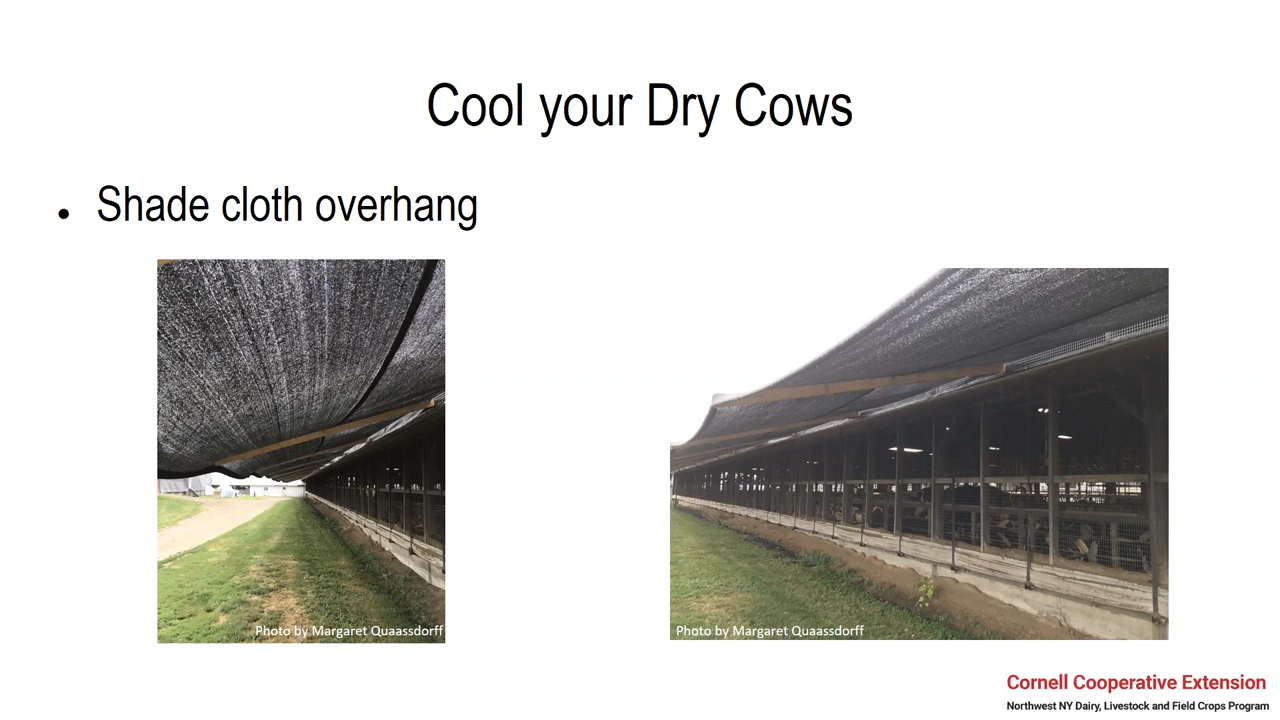 Cool your Dry Cows
• Shade cloth overhang
Photo by Margaret Quaassdorff
Photo by Margaret Quaassdorff
Cornell Cooperative Extension
Northwest NY Dairy, Livestock and Field Crops Program